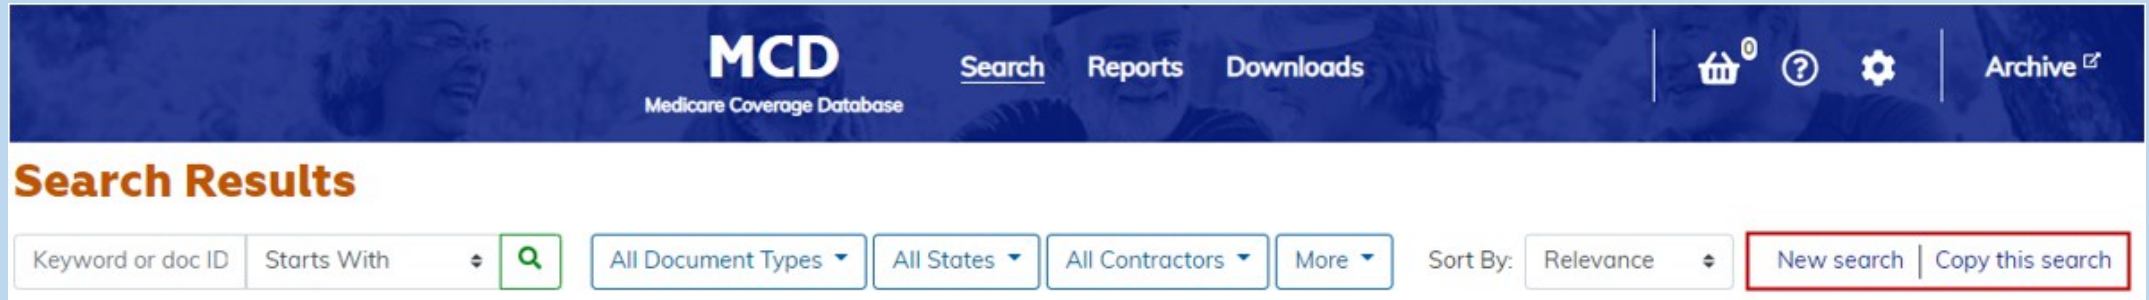 MCD
Medicare Coverage Database
Search Reports Downloads
0
?
Archive
Search Results
Keyword or doc ID Starts With All Document Types All States All Contractors More Sort By: Relevance New search | Copy this search